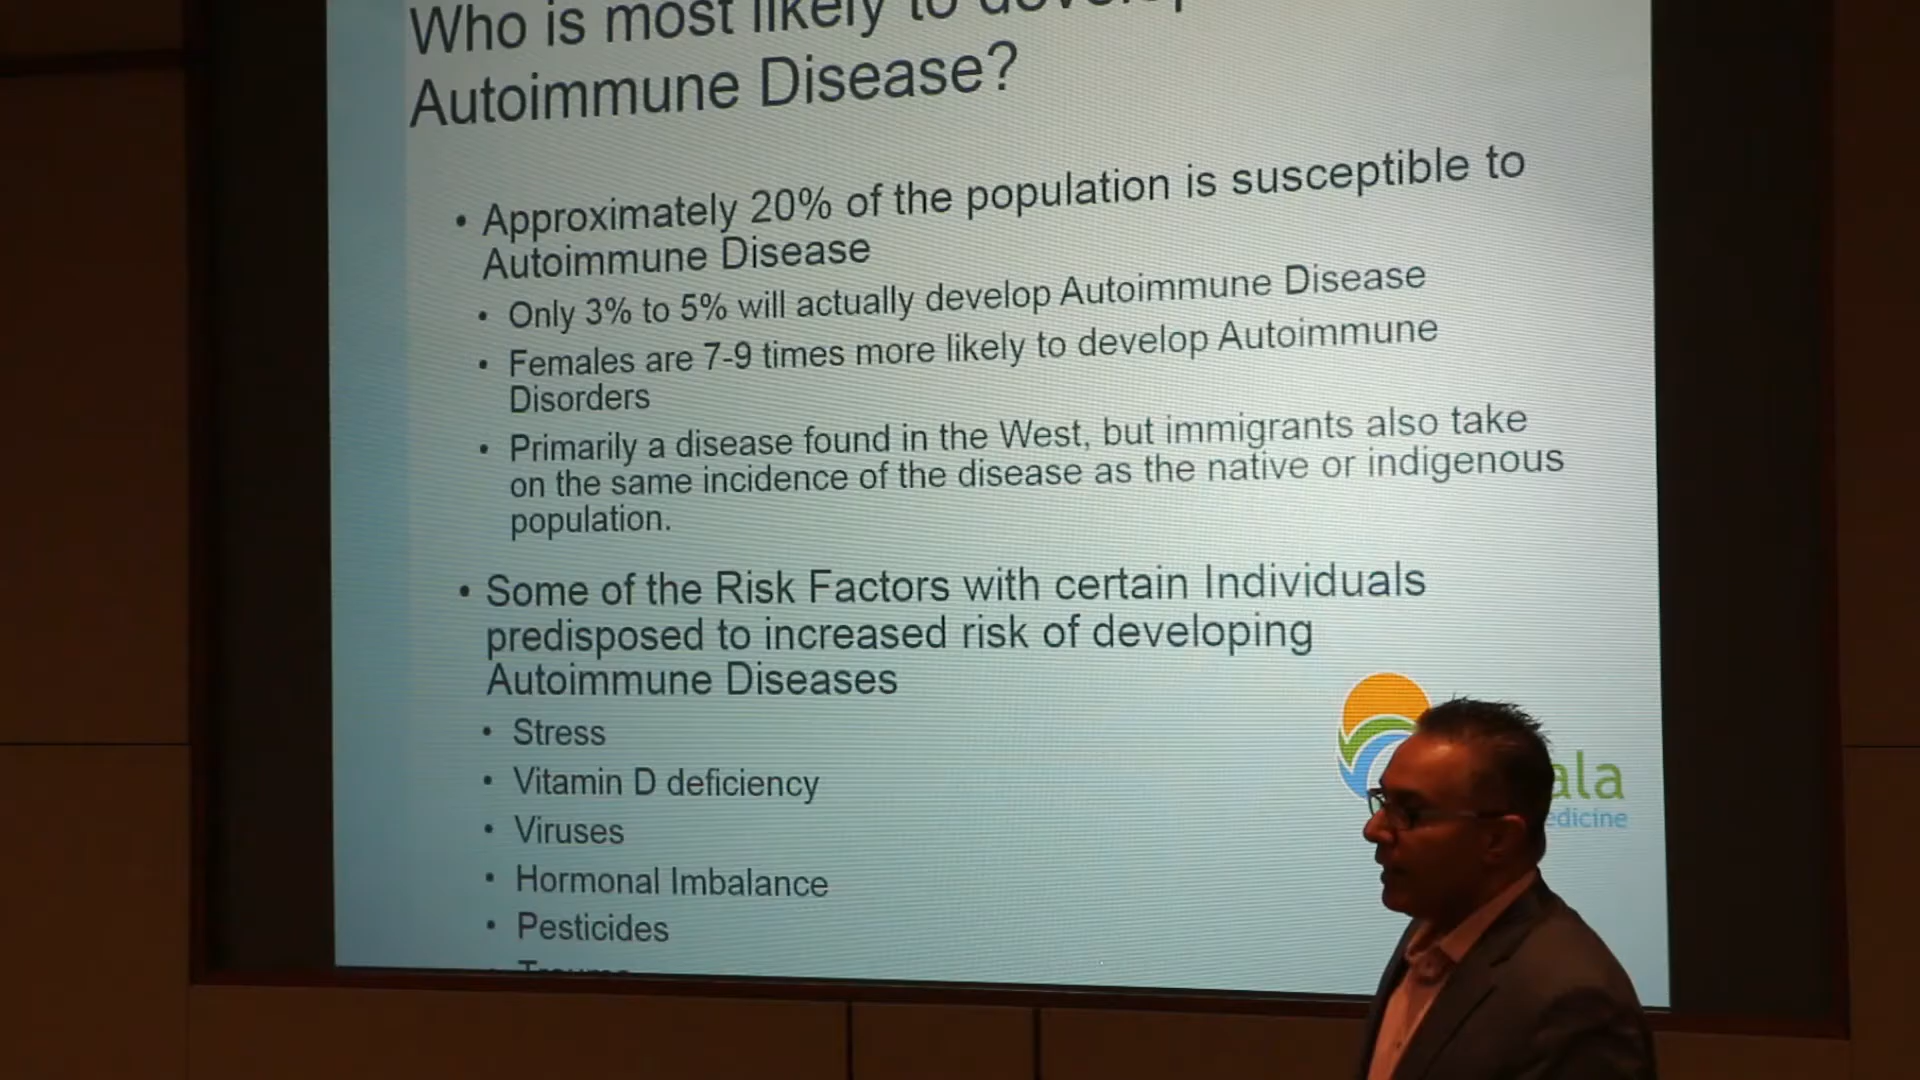 Who is most likely to develop
Autoimmune Disease?
• Approximately 20% of the population is susceptible to
Autoimmune Disease
• Only 3% to 5% will actually develop Autoimmune Disease
• Females are 7-9 times more likely to develop Autoimmune
Disorders
• Primarily a disease found in the West, but immigrants also take
on the same incidence of the disease as the native or indigenous
population.
• Some of the Risk Factors with certain Individuals
predisposed to increased risk of developing
Autoimmune Diseases
• Stress
• Vitamin D deficiency
• Viruses
• Hormonal Imbalance
• Pesticides
ala
edicine